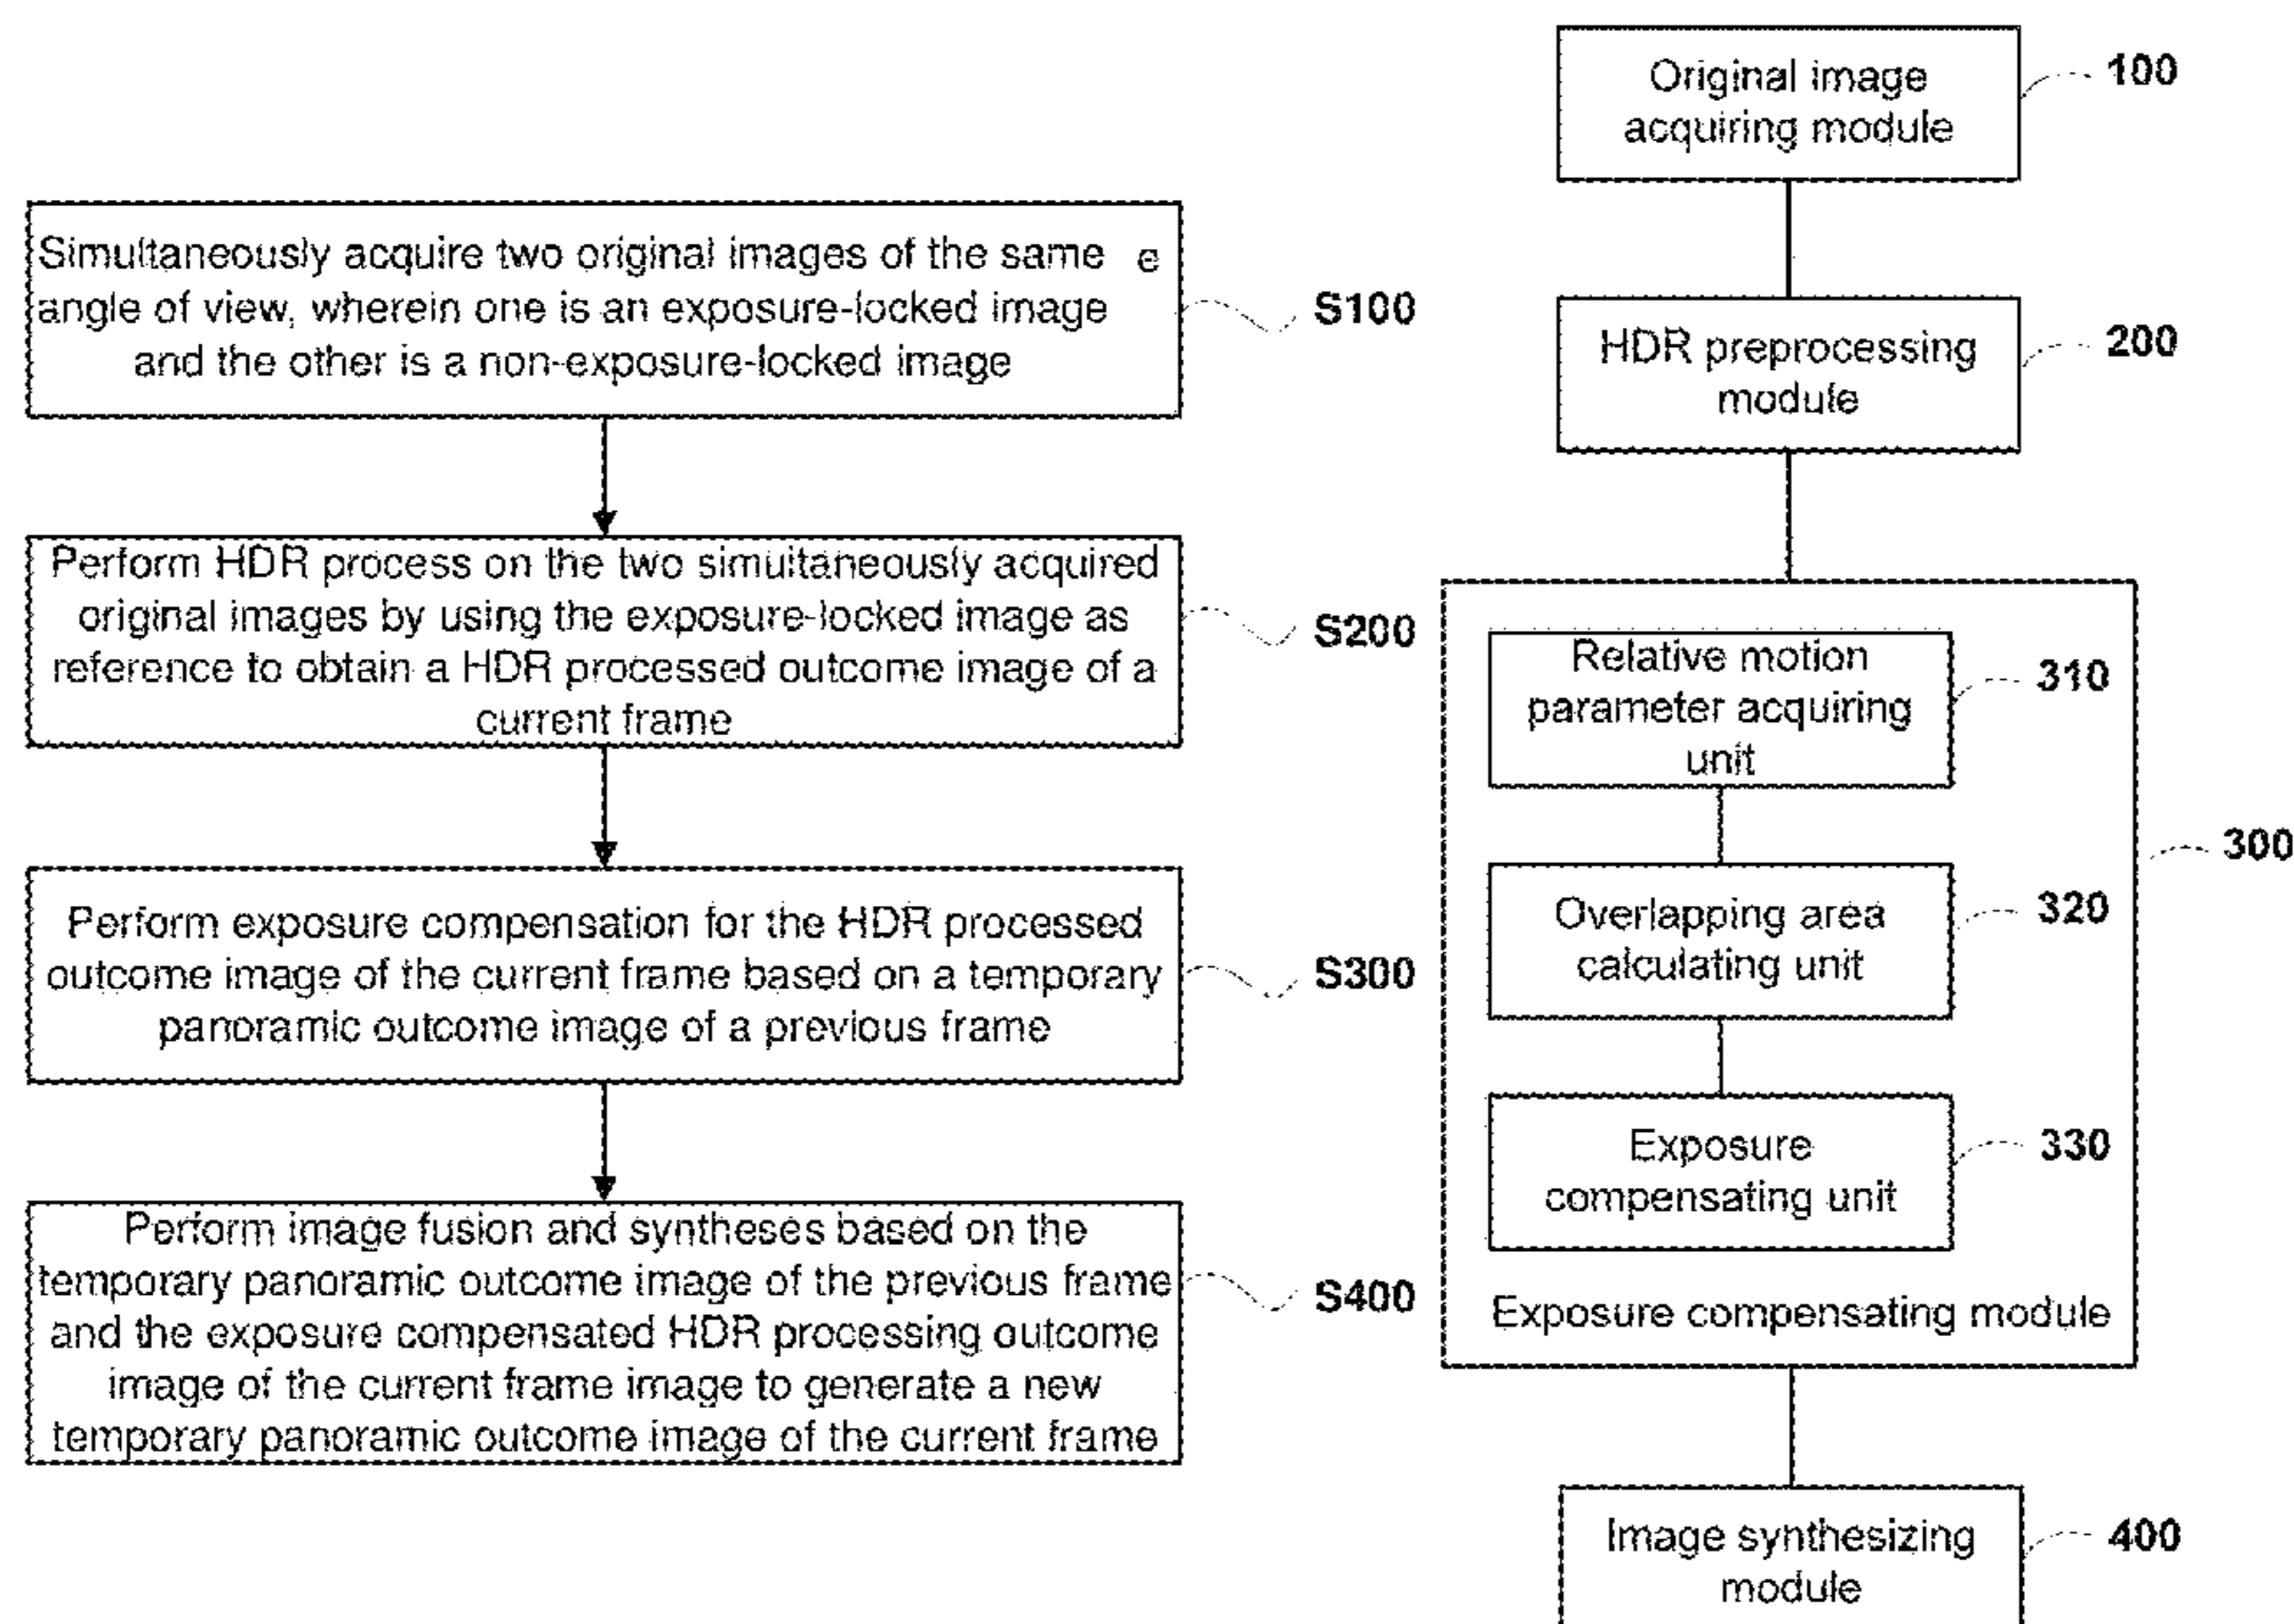 Simultaneously acquire two original images of the same e
angle of view, wherein one is an exposure-locked image
and the other is a non-exposure-locked image
S100
Perform HDR process on the two simultaneously acquired
original images by using the exposure-locked image as
reference to obtain a HDR processed outcome image of a
current frame
S200
Perform exposure compensation for the HDR processed
outcome image of the current frame based on a temporary
panoramic outcome image of a previous frame
S300
Perform image fusion and syntheses based on the
temporary panoramic outcome image of the previous frame
and the exposure compensated HDR processing outcome
image of the current frame image to generate a new
temporary panoramic outcome image of the current frame
S400
Original image
acquiring module
100
HDR preprocessing
module
200
Relative motion
parameter acquiring
unit
310
Overlapping area
calculating unit
320
Exposure
compensating unit
330
Exposure compensating module
300
Image synthesizing
module
400